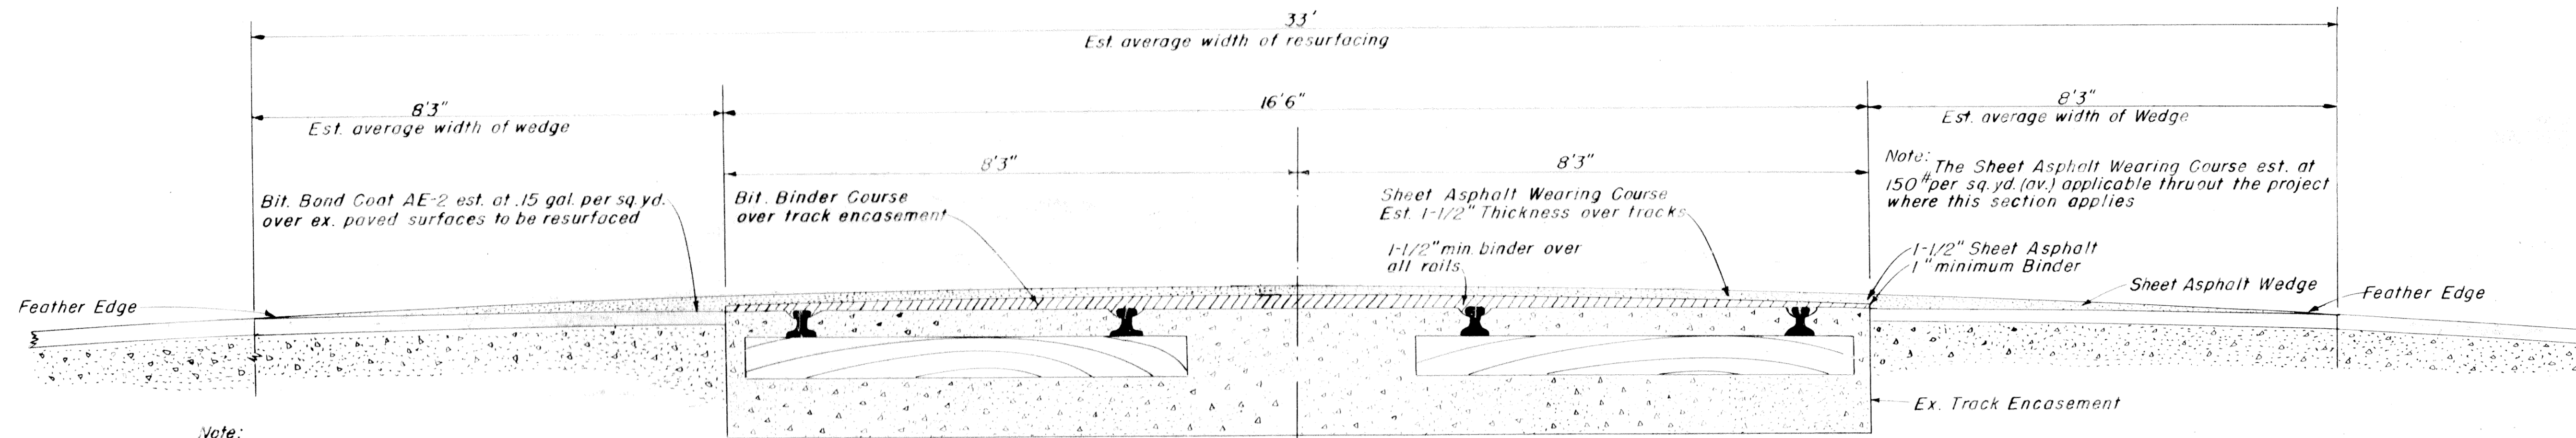 33'
Est. average width of resurfacing
8'3"
Est. average width of wedge
16'6"
8'3"
Est. average width of Wedge
8'3"
8'3"
Bit. Bond Coat AE-2 est. at .15 gal. per sq. yd.
over ex. paved surfaces to be resurfaced
Bit. Binder Course
over track encasement
Sheet Asphalt Wearing Course
Est. 1-1/2" Thickness over tracks
1-1/2" min. binder over
all rails
Note:
The Sheet Asphalt Wearing Course est. at
150# per sq. yd. (av.) applicable thruout the project
where this section applies
1-1/2" Sheet Asphalt
1" minimum Binder
Sheet Asphalt Wedge
Feather Edge
Feather Edge
Ex. Track Encasement
Note: